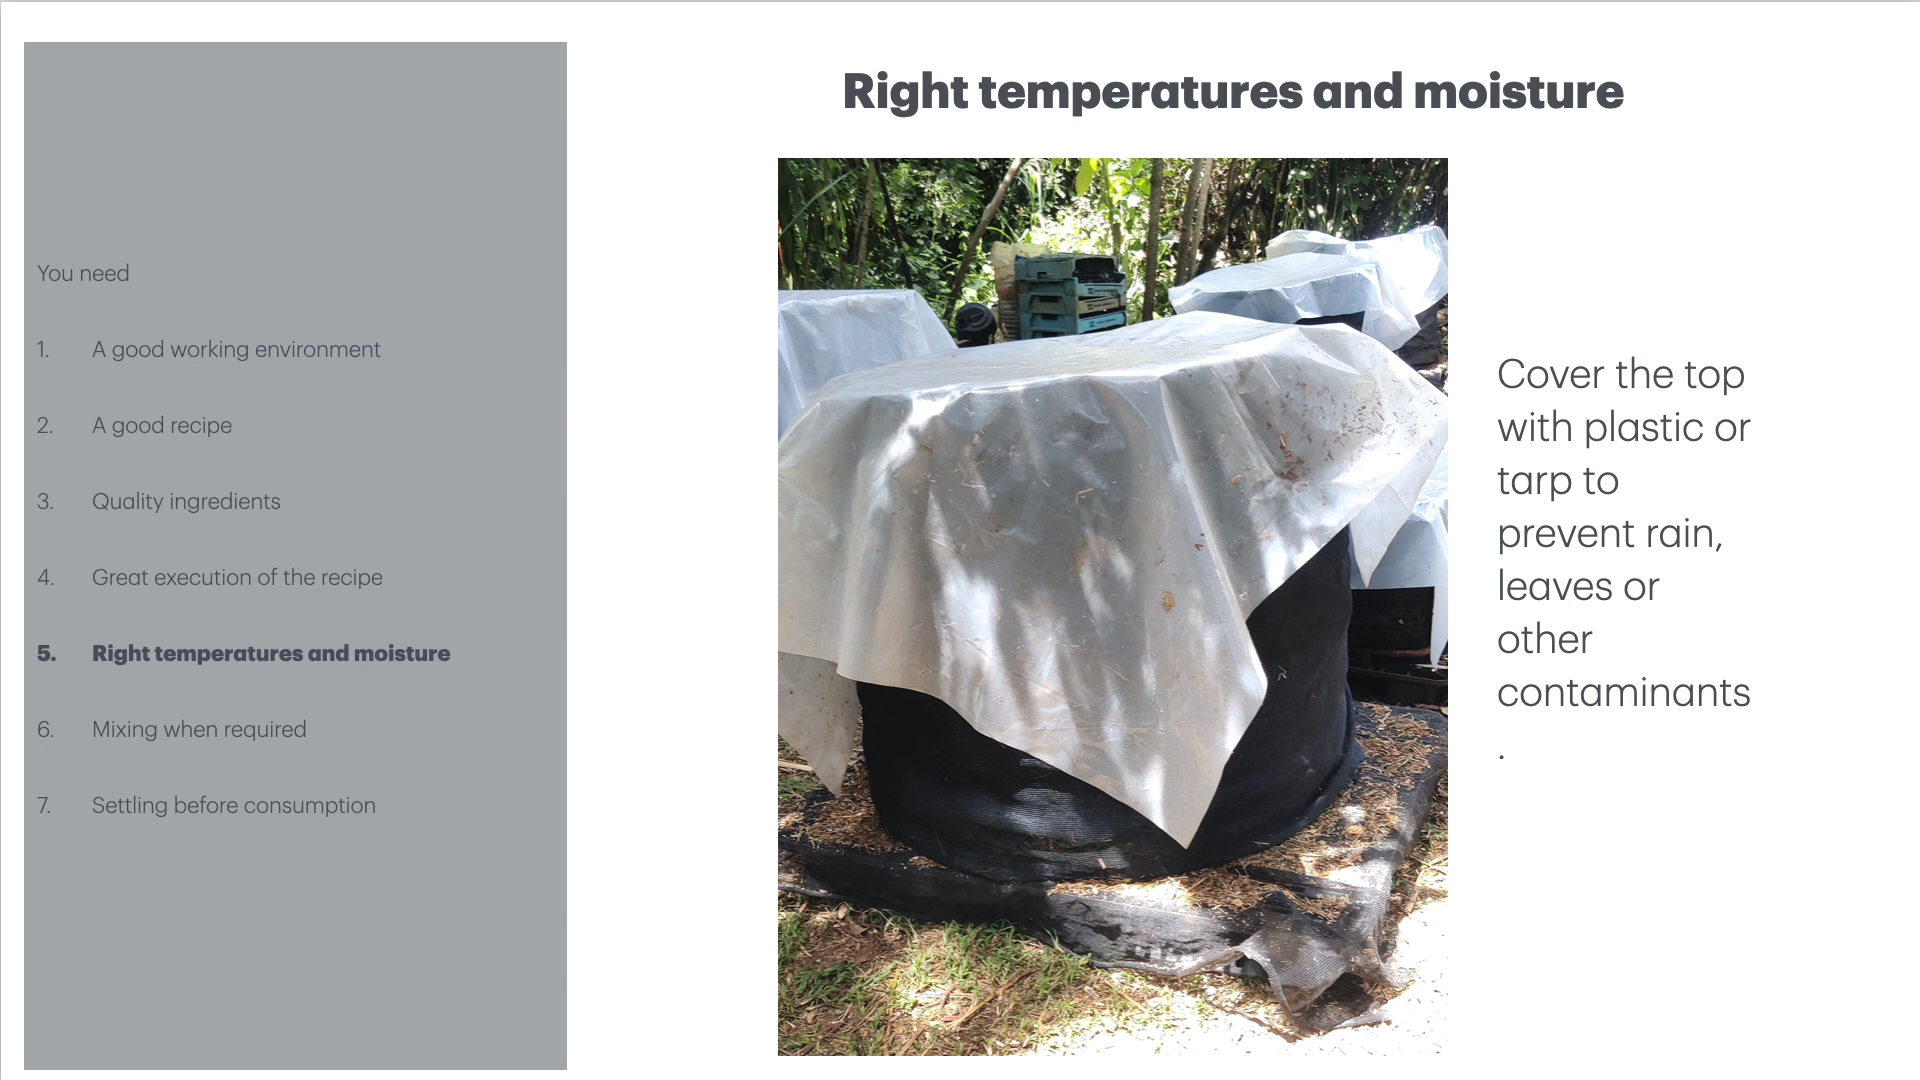 You need
1. A good working environment
2. A good recipe
3. Quality ingredients
4. Great execution of the recipe
5. Right temperatures and moisture
6. Mixing when required
7. Settling before consumption
Right temperatures and moisture
Cover the top
with plastic or
tarp to
prevent rain,
leaves or
other
contaminants
.